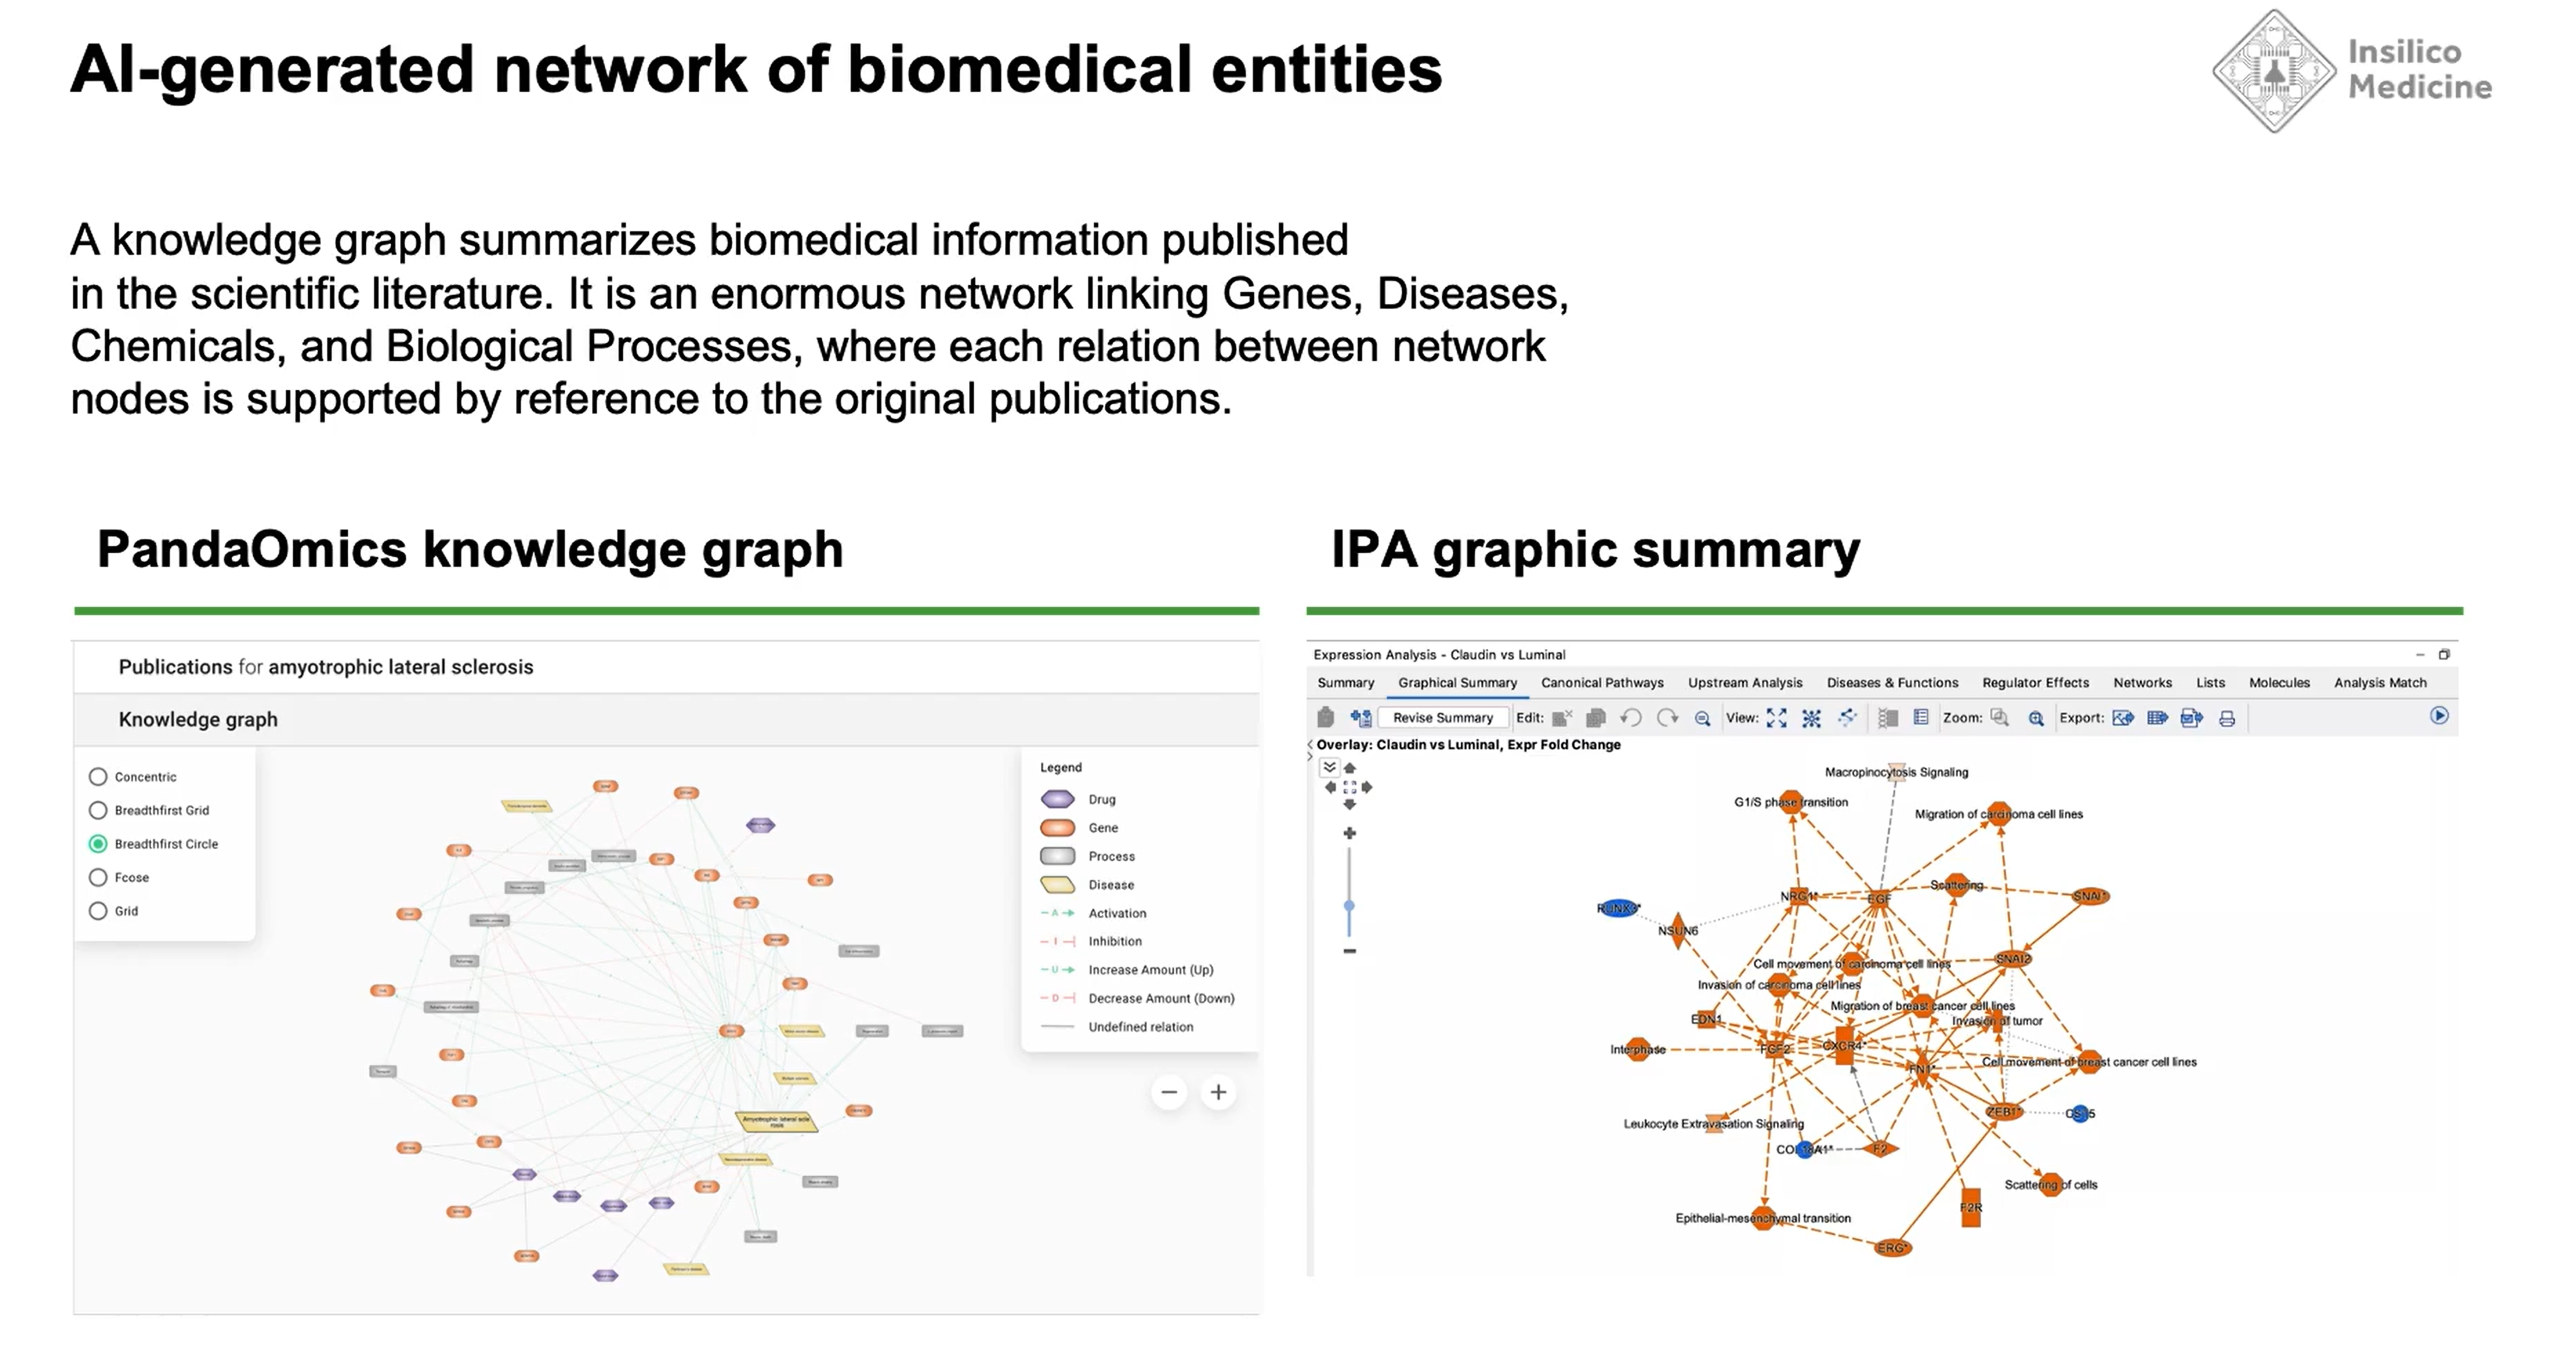 AI-generated network of biomedical entities
Insilico
Medicine
A knowledge graph summarizes biomedical information published
in the scientific literature. It is an enormous network linking Genes, Diseases,
Chemicals, and Biological Processes, where each relation between network
nodes is supported by reference to the original publications.
PandaOmics knowledge graph
IPA graphic summary
Publications for amyotrophic lateral sclerosis
Knowledge graph
Concentric
Breadthfirst Grid
Breadthfirst Circle
Fcose
Grid
Legend
Drug
Gene
Process
Disease
A Activation
I Inhibition
U Increase Amount (Up)
D Decrease Amount (Down)
Undefined relation
Amyotrophic lateral scle
rosis
Expression Analysis - Claudin vs Luminal
Summary Graphical Summary Canonical Pathways Upstream Analysis Diseases & Functions Regulator Effects Networks Lists Molecules Analysis Match
Revise Summary Edit: View: Zoom: Export:
Overlay: Claudin vs Luminal, Expr Fold Change
Macropinocytosis Signaling
G1/S phase transition
Migration of carcinoma cell lines
Scattering
NRG1*
EGF
SNAI1*
RUNX3*
NSUN6
SNAI2
Cell movement of carcinoma cell lines
Invasion of carcinoma cell lines
Migration of breast cancer cell lines
EDN1
Invasion of tumor
Interphase
FGF2
CXCR4*
Cell movement of breast cancer cell lines
FN1*
ZEB1*
Leukocyte Extravasation Signaling
COL18A1*
F2
Scattering of cells
F2R
Epithelial-mesenchymal transition
ERG*